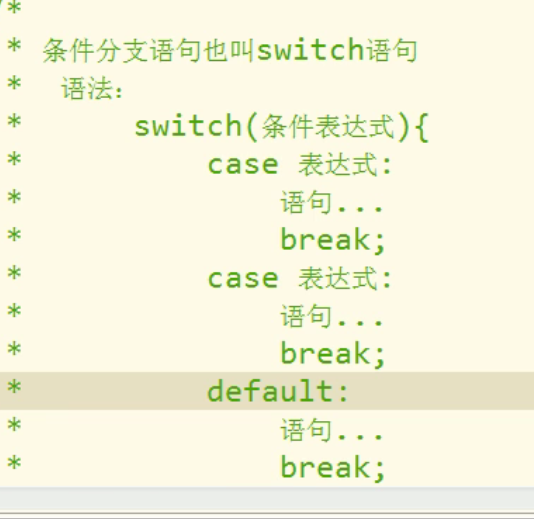 /*
* 条件分支语句也叫switch语句
* 语法：
* switch(条件表达式){
* case 表达式:
* 语句...
* break;
* case 表达式:
* 语句...
* break;
* default:
* 语句...
* break;